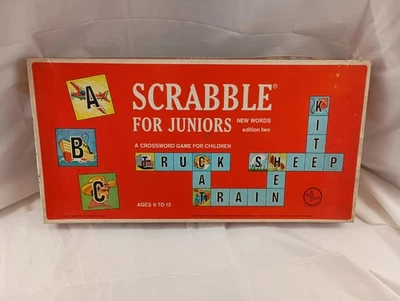 A
B
C
SCRABBLE®
FOR JUNIORS
NEW WORDS
edition two
A CROSSWORD GAME FOR CHILDREN
K
I
T
TRUCK SHEEP
A E
TRAIN
AGES 6 TO 12